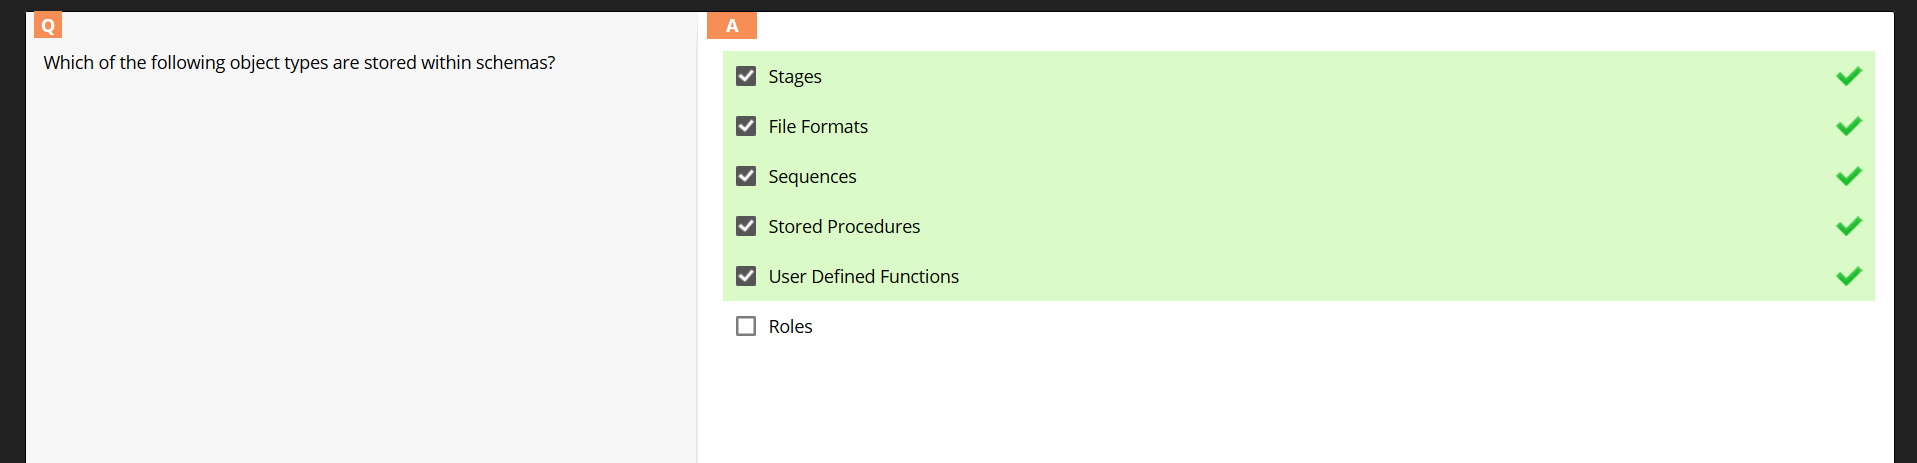 Q
Which of the following object types are stored within schemas?
A
Stages
File Formats
Sequences
Stored Procedures
User Defined Functions
Roles